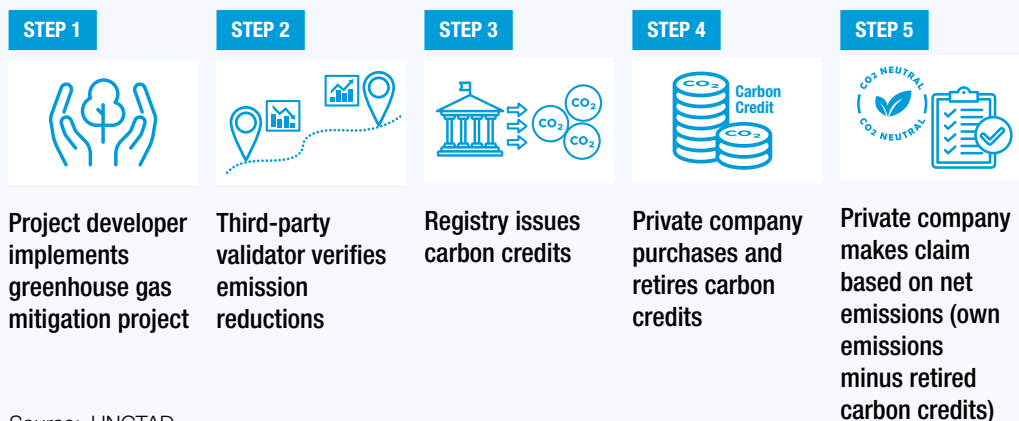 STEP 1
STEP 2
STEP 3
STEP 4
STEP 5
CO2
CO2
CO2
CO2
Carbon
Credit
CO2
CO2 NEUTRAL
CO2 NEUTRAL
Project developer
implements
greenhouse gas
mitigation project
Third-party
validator verifies
emission
reductions
Registry issues
carbon credits
Private company
purchases and
retires carbon
credits
Private company
makes claim
based on net
emissions (own
emissions
minus retired
carbon credits)
Source: UNCTAD